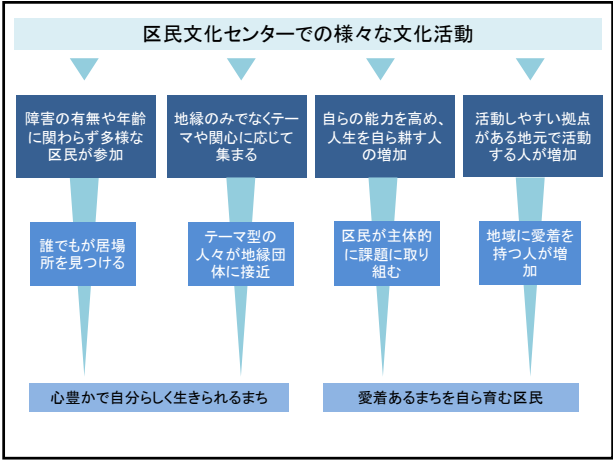 区民文化センターでの様々な文化活動
障害の有無や年齢
に関わらず多様な
区民が参加
地縁のみでなくテー
マや関心に応じて
集まる
自らの能力を高め、
人生を自ら耕す人
の増加
活動しやすい拠点
がある地元で活動
する人が増加
誰でもが居場
所を見つける
テーマ型の
人々が地縁団
体に接近
区民が主体的
に課題に取り
組む
地域に愛着を
持つ人が増
加
心豊かで自分らしく生きられるまち
愛着あるまちを自ら育む区民